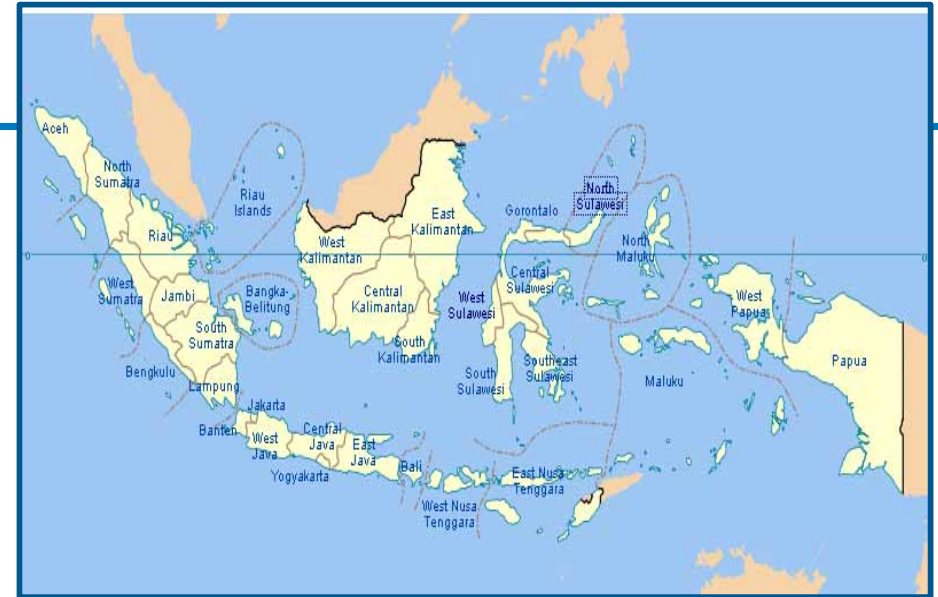 Aceh
North
Sumatra
Riau
Islands
Riau
West
Sumatra
Jambi
Bangka-
Belitung
South
Sumatra
Bengkulu
Lampung
Jakarta
Banten
West
Java
Central
Java
East
Java
Yogyakarta
Bali
West Nusa
Tenggara
East Nusa
Tenggara
West
Kalimantan
East
Kalimantan
Central
Kalimantan
South
Kalimantan
Gorontalo
North
Sulawesi
Central
Sulawesi
West
Sulawesi
South
Sulawesi
Southeast
Sulawesi
North
Maluku
Maluku
West
Papua
Papua
0
0